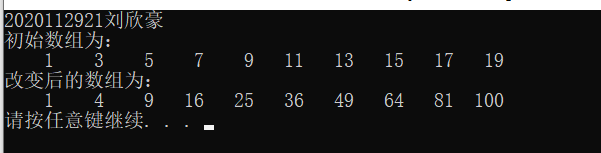 2020112921刘欣豪
初始数组为:
1 3 5 7 9 11 13 15 17 19
改变后的数组为:
1 4 9 16 25 36 49 64 81 100
请按任意键继续. . .